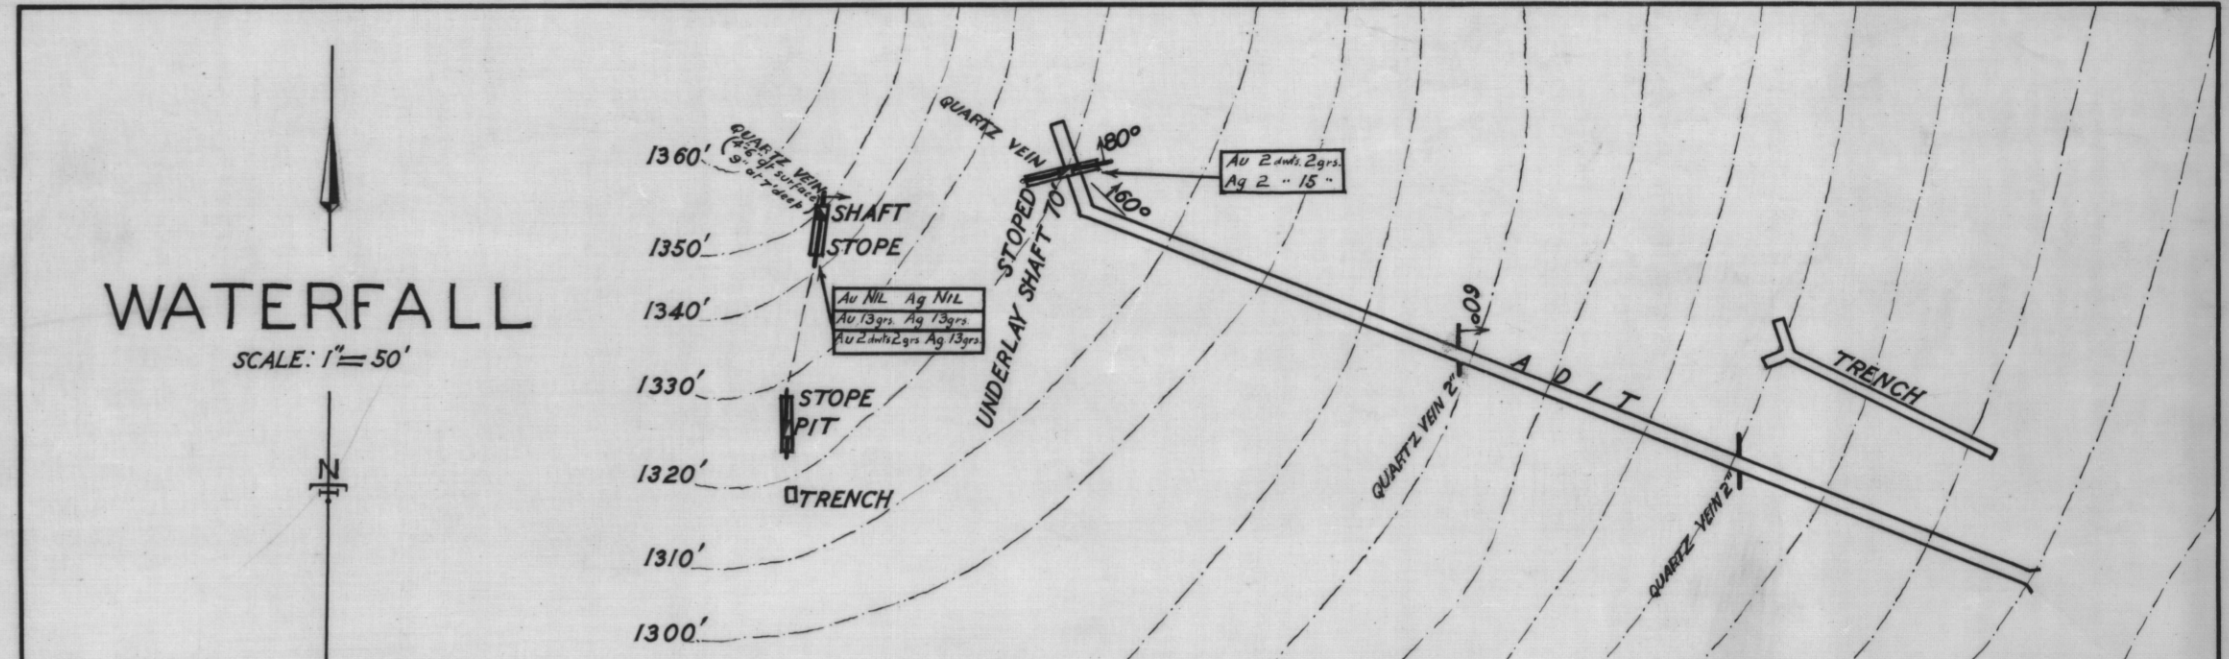 WATERFALL
SCALE: 1"= 50'
N
1360'
1350'
1340'
1330'
1320'
1310'
1300'
QUARTZ VEIN
(4'6" at surface
9" at 7' deep)
SHAFT
STOPE
Au NIL Ag NIL
Au 13grs. Ag 13grs.
Au 2dwts 2grs Ag 13grs.
STOPE
PIT
TRENCH
QUARTZ VEIN
80°
60°
STOPED
UNDERLAY SHAFT 70°
Au 2dwts. 2grs.
Ag 2 " 15 "
60°
ADIT
QUARTZ VEIN 2"
TRENCH
QUARTZ VEIN 2"